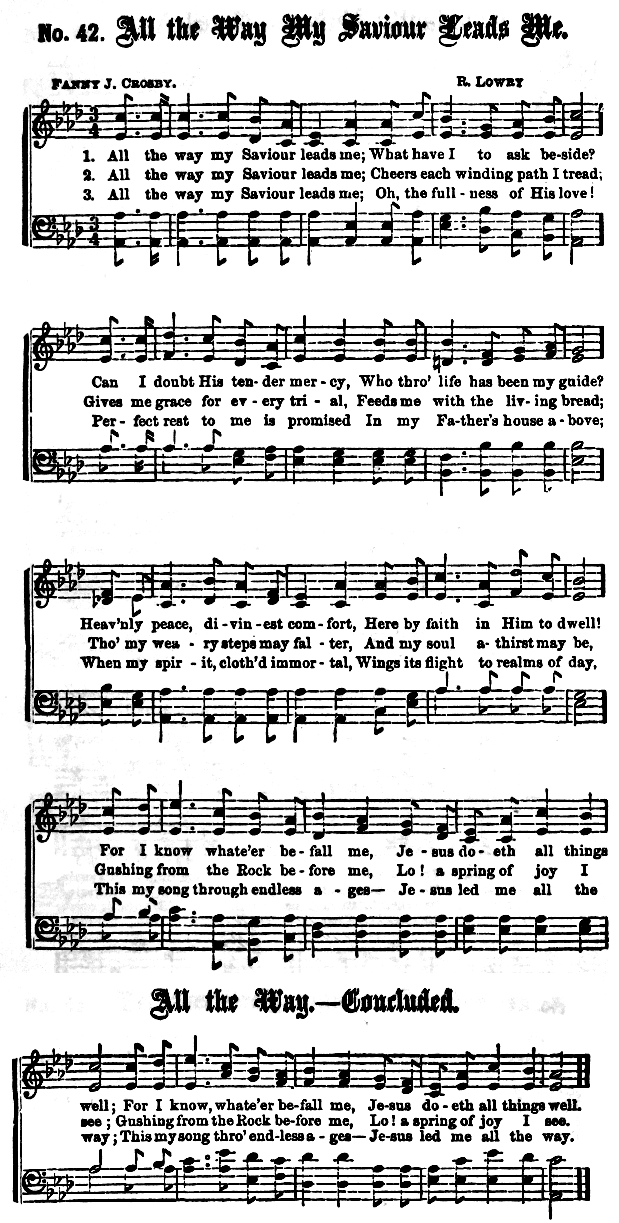 No. 42. All the Way My Saviour Leads Me.
FANNY J. CROSBY. R. LOWRY
1. All the way my Saviour leads me; What have I to ask be-side?
2. All the way my Saviour leads me; Cheers each winding path I tread;
3. All the way my Saviour leads me; Oh, the full - ness of His love!
Can I doubt His ten- der mer - cy, Who thro' life has been my guide?
Gives me grace for ev - ery tri - al, Feeds me with the liv - ing bread;
Per - fect rest to me is promised In my Fa-ther's house a - bove;
Heav'nly peace, di - vin - est com - fort, Here by faith in Him to dwell!
Tho' my wea - ry steps may fal - ter, And my soul a- thirst may be,
When my spir - it, cloth'd immor - tal, Wings its flight to realms of day,
For I know whate'er be - fall me, Je - sus do - eth all things
Gushing from the Rock be - fore me, Lo! a spring of joy I
This my song through endless a - ges— Je - sus led me all the
All the Way.—Concluded.
well; For I know, whate'er be-fall me, Je-sus do - eth all things well.
see; Gushing from the Rock be-fore me, Lo! a spring of joy I see.
way; This my song thro' end-less a - ges— Je-sus led me all the way.